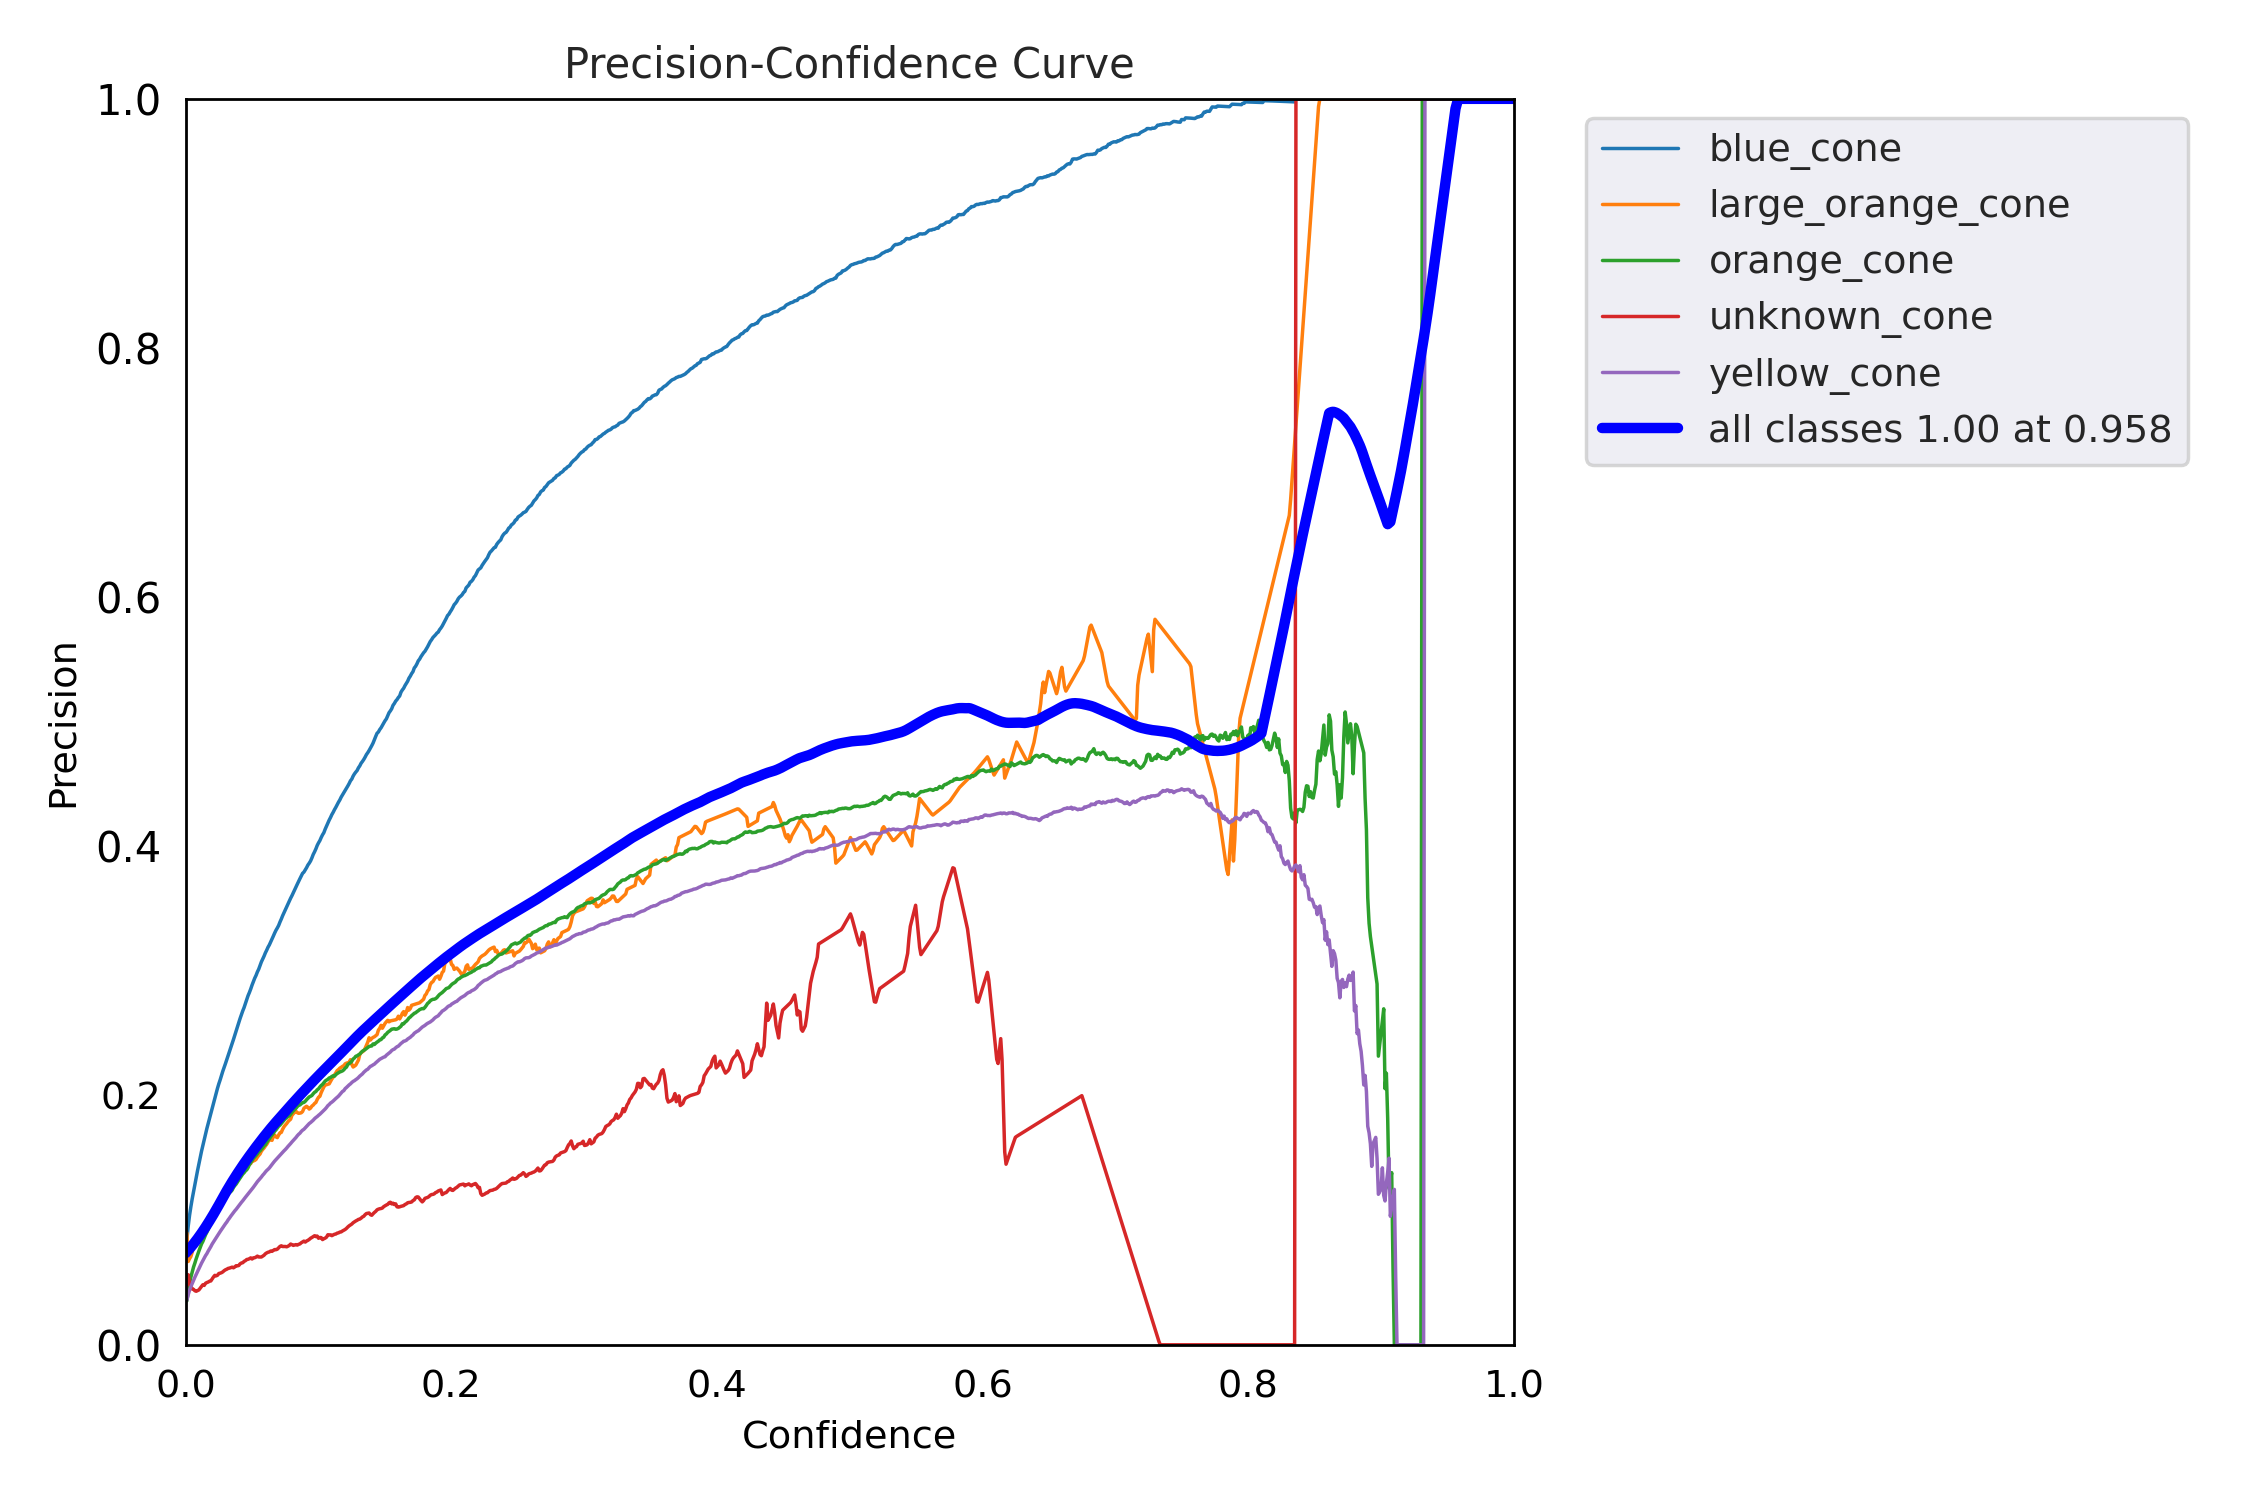 Precision-Confidence Curve
1.0
0.8
0.6
0.4
0.2
0.0
Precision
0.0 0.2 0.4 0.6 0.8 1.0
Confidence
blue_cone
large_orange_cone
orange_cone
unknown_cone
yellow_cone
all classes 1.00 at 0.958